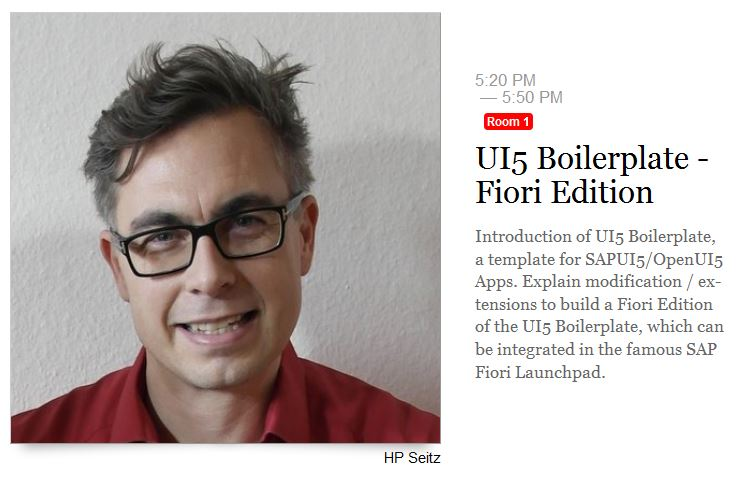 5:20 PM
— 5:50 PM
Room 1
UI5 Boilerplate -
Fiori Edition
Introduction of UI5 Boilerplate,
a template for SAPUI5/OpenUI5
Apps. Explain modification / ex-
tensions to build a Fiori Edition
of the UI5 Boilerplate, which can
be integrated in the famous SAP
Fiori Launchpad.
HP Seitz